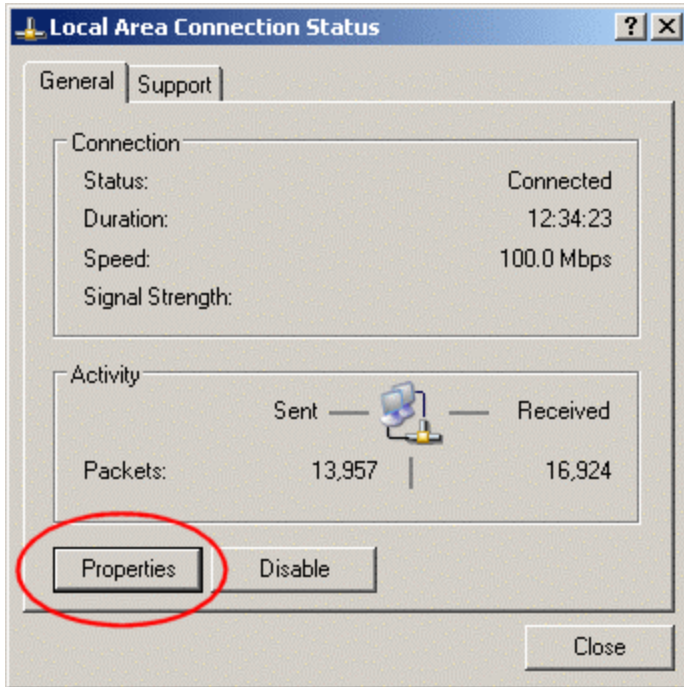 Local Area Connection Status
General Support
Connection
Status: Connected
Duration: 12:34:23
Speed: 100.0 Mbps
Signal Strength:
Activity
Sent Received
Packets: 13,957 16,924
Properties Disable
Close